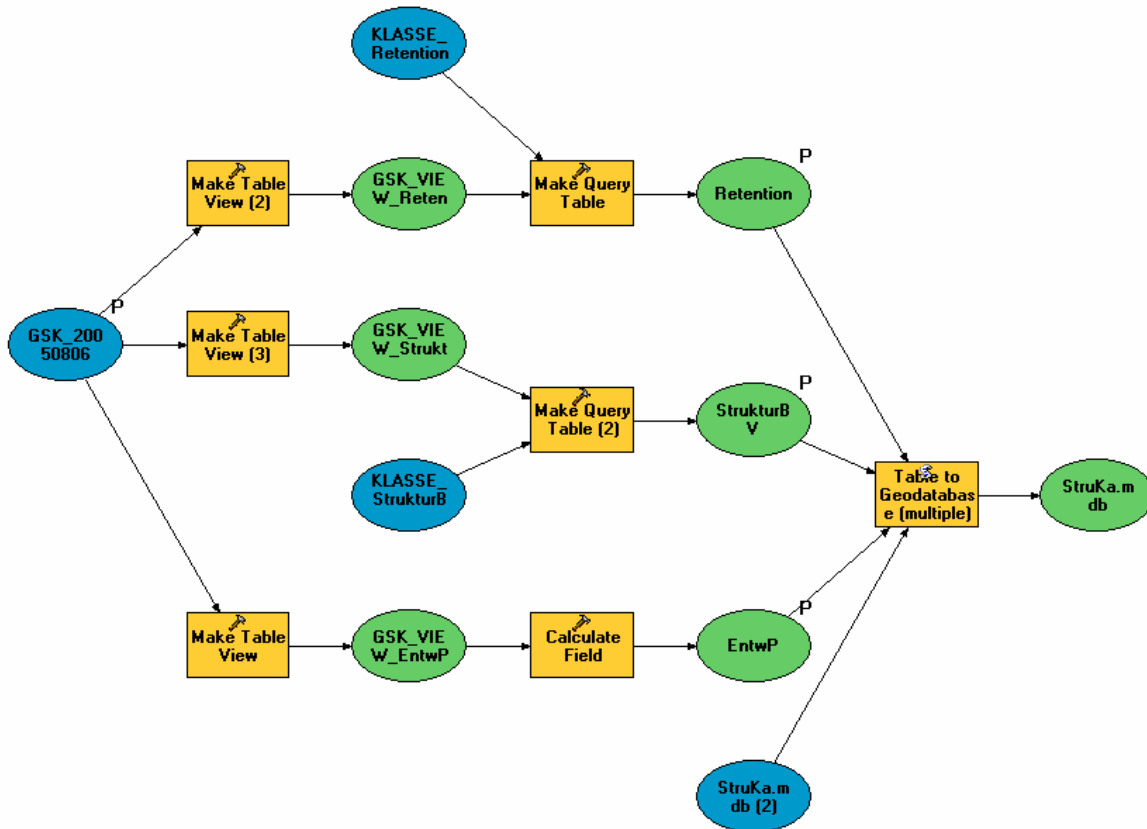 KLASSE_
Retention
Make Table
View (2)
GSK_VIE
W_Reten
Make Query
Table
P
Retention
P
GSK_200
50806
Make Table
View (3)
GSK_VIE
W_Strukt
Make Query
Table (2)
P
StrukturB
V
KLASSE_
StrukturB
Table to
Geodatabas
e (multiple)
StruKa.m
db
Make Table
View
GSK_VIE
W_EntwP
Calculate
Field
P
EntwP
StruKa.m
db (2)